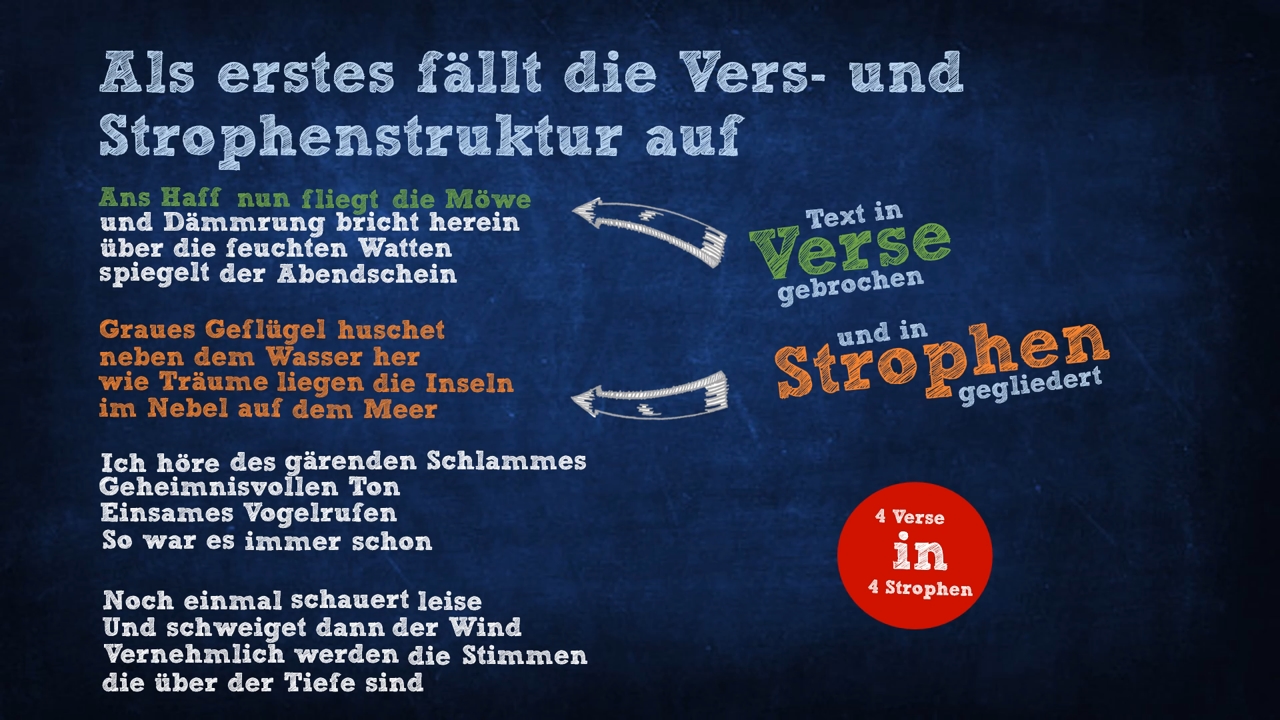 Als erstes fällt die Vers- und
Strophenstruktur auf
Ans Haff nun fliegt die Möwe
und Dämmrung bricht herein
über die feuchten Watten
spiegelt der Abendschein
Graues Geflügel huschet
neben dem Wasser her
wie Träume liegen die Inseln
im Nebel auf dem Meer
Ich höre des gärenden Schlammes
Geheimnisvollen Ton
Einsames Vogelrufen
So war es immer schon
Noch einmal schauert leise
Und schweiget dann der Wind
Vernehmlich werden die Stimmen
die über der Tiefe sind
Text in
Verse
gebrochen
und in
Strophen
gegliedert
4 Verse
in
4 Strophen